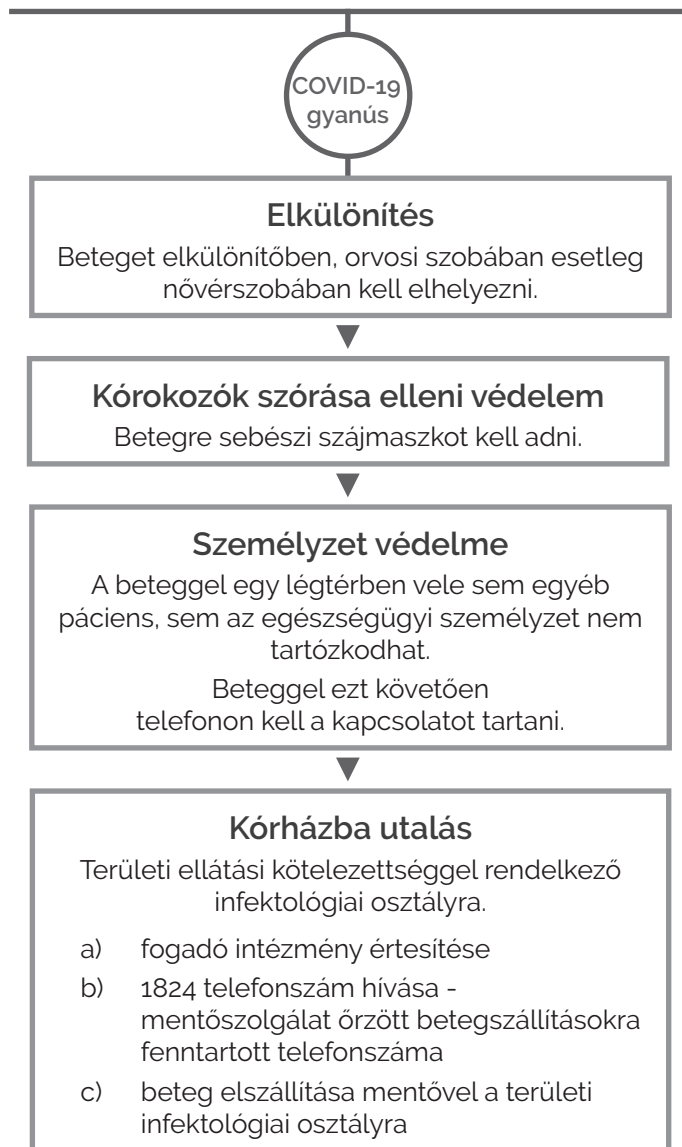 COVID-19
gyanús
Elkülönítés
Beteget elkülönítőben, orvosi szobában esetleg
nővérszobában kell elhelyezni.
Kórokozók szórása elleni védelem
Betegre sebészi szájmaszkot kell adni.
Személyzet védelme
A beteggel egy légtérben vele sem egyéb
páciens, sem az egészségügyi személyzet nem
tartózkodhat.
Beteggel ezt követően
telefonon kell a kapcsolatot tartani.
Kórházba utalás
Területi ellátási kötelezettséggel rendelkező
infektológiai osztályra.
a) fogadó intézmény értesítése
b) 1824 telefonszám hívása -
mentőszolgálat őrzött betegszállításokra
fenntartott telefonszáma
c) beteg elszállítása mentővel a területi
infektológiai osztályra